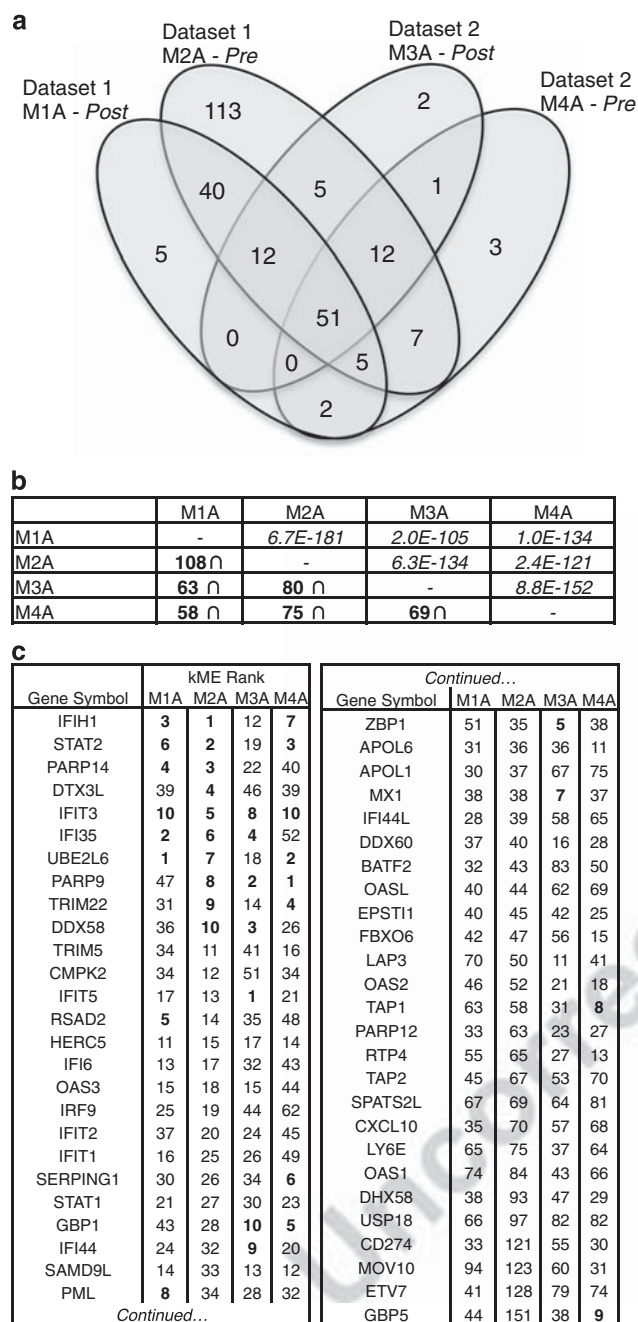 a
Dataset 1
M2A - Pre
Dataset 2
M3A - Post
Dataset 1
M1A - Post
Dataset 2
M4A - Pre
113
2
40
5
1
5
12
12
3
51
0
7
0
5
2
b
M1A M2A M3A M4A
M1A - 6.7E-181 2.0E-105 1.0E-134
M2A 108 ∩ - 6.3E-134 2.4E-121
M3A 63 ∩ 80 ∩ - 8.8E-152
M4A 58 ∩ 75 ∩ 69 ∩ -
c
kME Rank
Gene Symbol M1A M2A M3A M4A
IFIH1 3 1 12 7
STAT2 6 2 19 3
PARP14 4 3 22 40
DTX3L 39 4 46 39
IFIT3 10 5 8 10
IFI35 2 6 4 52
UBE2L6 1 7 18 2
PARP9 47 8 2 1
TRIM22 31 9 14 4
DDX58 36 10 3 26
TRIM5 34 11 41 16
CMPK2 34 12 51 34
IFIT5 17 13 1 21
RSAD2 5 14 35 48
HERC5 11 15 17 14
IFI6 13 17 32 43
OAS3 15 18 15 44
IRF9 25 19 44 62
IFIT2 37 20 24 45
IFIT1 16 25 26 49
SERPING1 30 26 34 6
STAT1 21 27 30 23
GBP1 43 28 10 5
IFI44 24 32 9 20
SAMD9L 14 33 13 12
PML 8 34 28 32
Continued...
Continued...
Gene Symbol M1A M2A M3A M4A
ZBP1 51 35 5 38
APOL6 31 36 36 11
APOL1 30 37 67 75
MX1 38 38 7 37
IFI44L 28 39 58 65
DDX60 37 40 16 28
BATF2 32 43 83 50
OASL 40 44 62 69
EPSTI1 40 45 42 25
FBXO6 42 47 56 15
LAP3 70 50 11 41
OAS2 46 52 21 18
TAP1 63 58 31 8
PARP12 33 63 23 27
RTP4 55 65 27 13
TAP2 45 67 53 70
SPATS2L 67 69 64 81
CXCL10 35 70 57 68
LY6E 65 75 37 64
OAS1 74 84 43 66
DHX58 38 93 47 29
USP18 66 97 82 82
CD274 33 121 55 30
MOV10 94 123 60 31
ETV7 41 128 79 74
GBP5 44 151 38 9
Uncorre